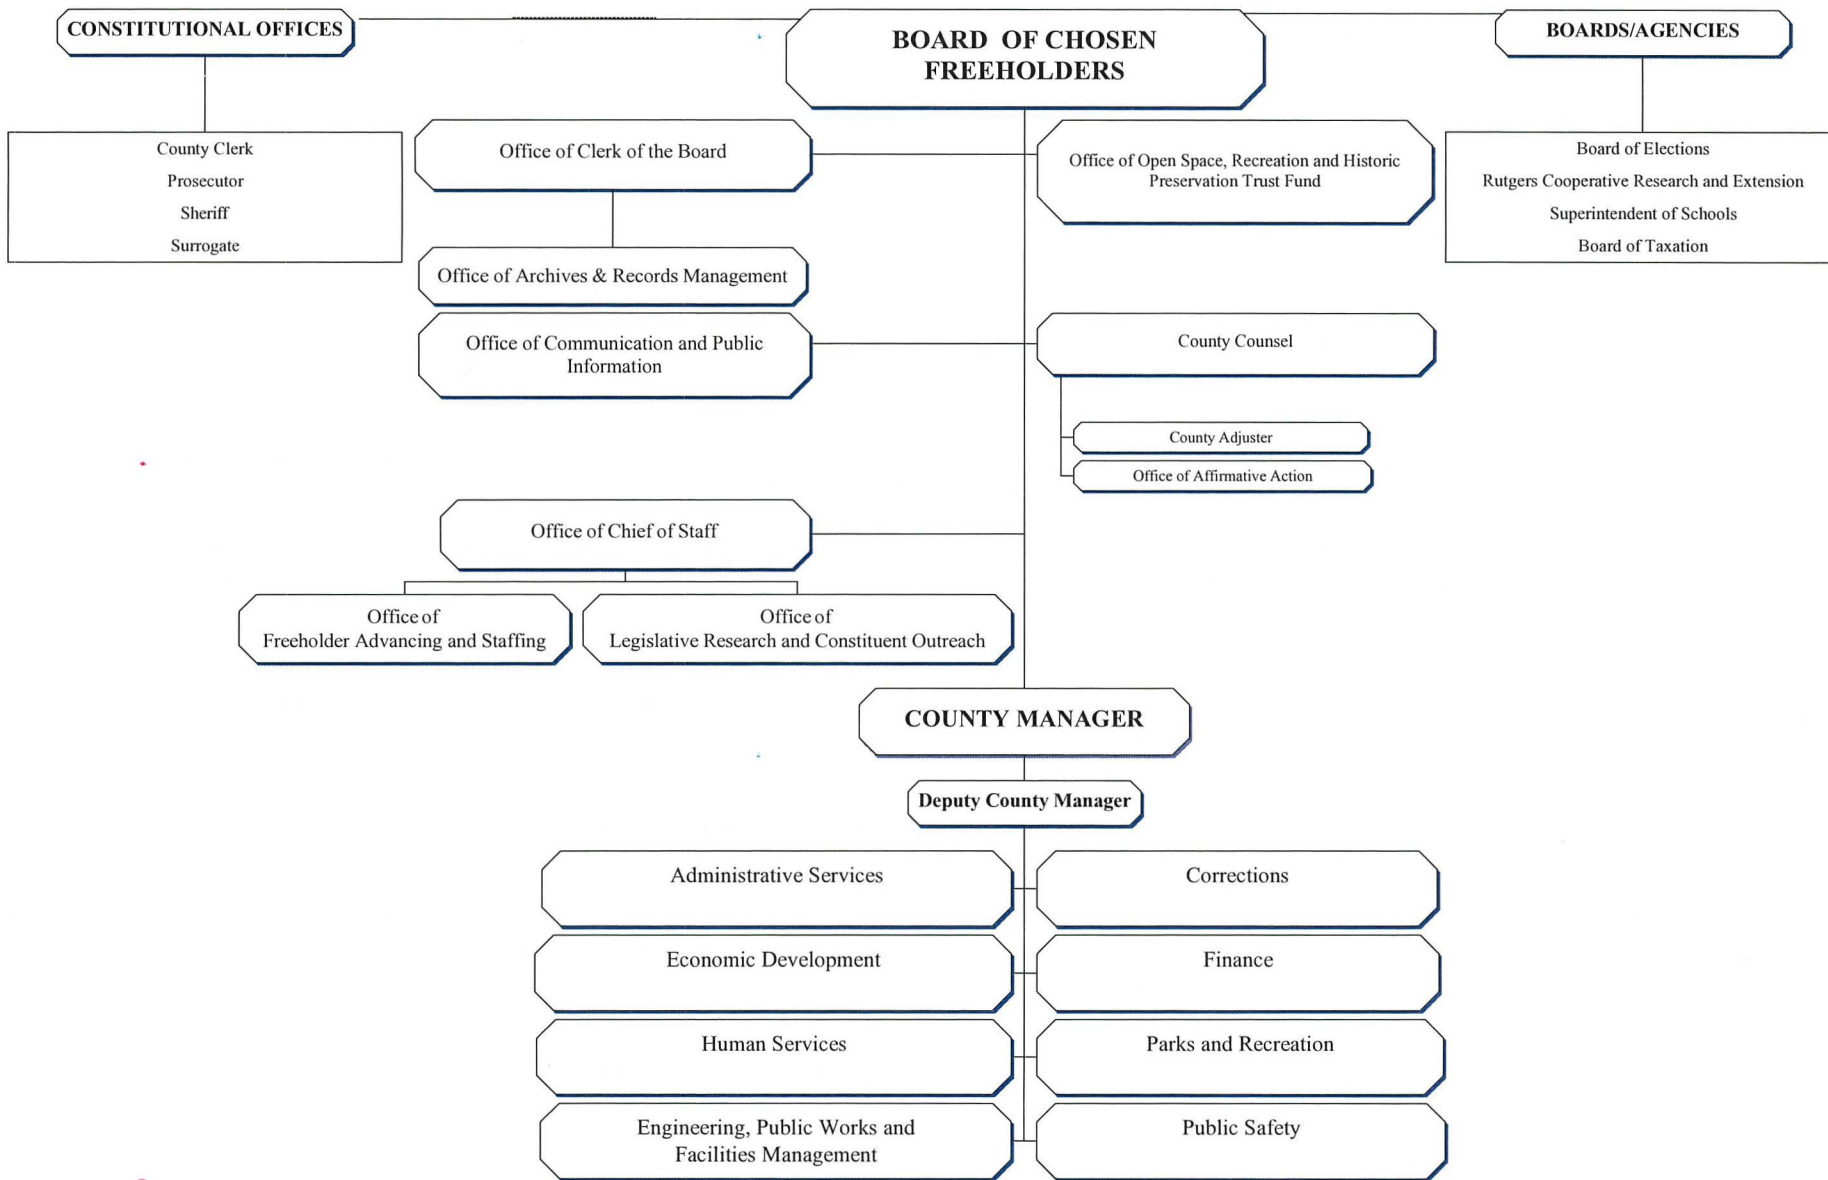 CONSTITUTIONAL OFFICES
BOARD OF CHOSEN
FREEHOLDERS
BOARDS/AGENCIES
County Clerk
Prosecutor
Sheriff
Surrogate
Office of Clerk of the Board
Office of Open Space, Recreation and Historic
Preservation Trust Fund
Board of Elections
Rutgers Cooperative Research and Extension
Superintendent of Schools
Board of Taxation
Office of Archives & Records Management
Office of Communication and Public
Information
County Counsel
County Adjuster
Office of Affirmative Action
Office of Chief of Staff
Office of
Freeholder Advancing and Staffing
Office of
Legislative Research and Constituent Outreach
COUNTY MANAGER
Deputy County Manager
Administrative Services
Corrections
Economic Development
Finance
Human Services
Parks and Recreation
Engineering, Public Works and
Facilities Management
Public Safety